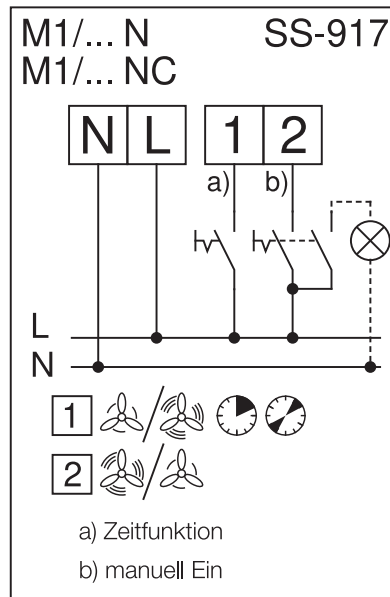 M1/... N SS-917
M1/... NC
N L 1 2
a) b)
L
N
1
2
a) Zeitfunktion
b) manuell Ein